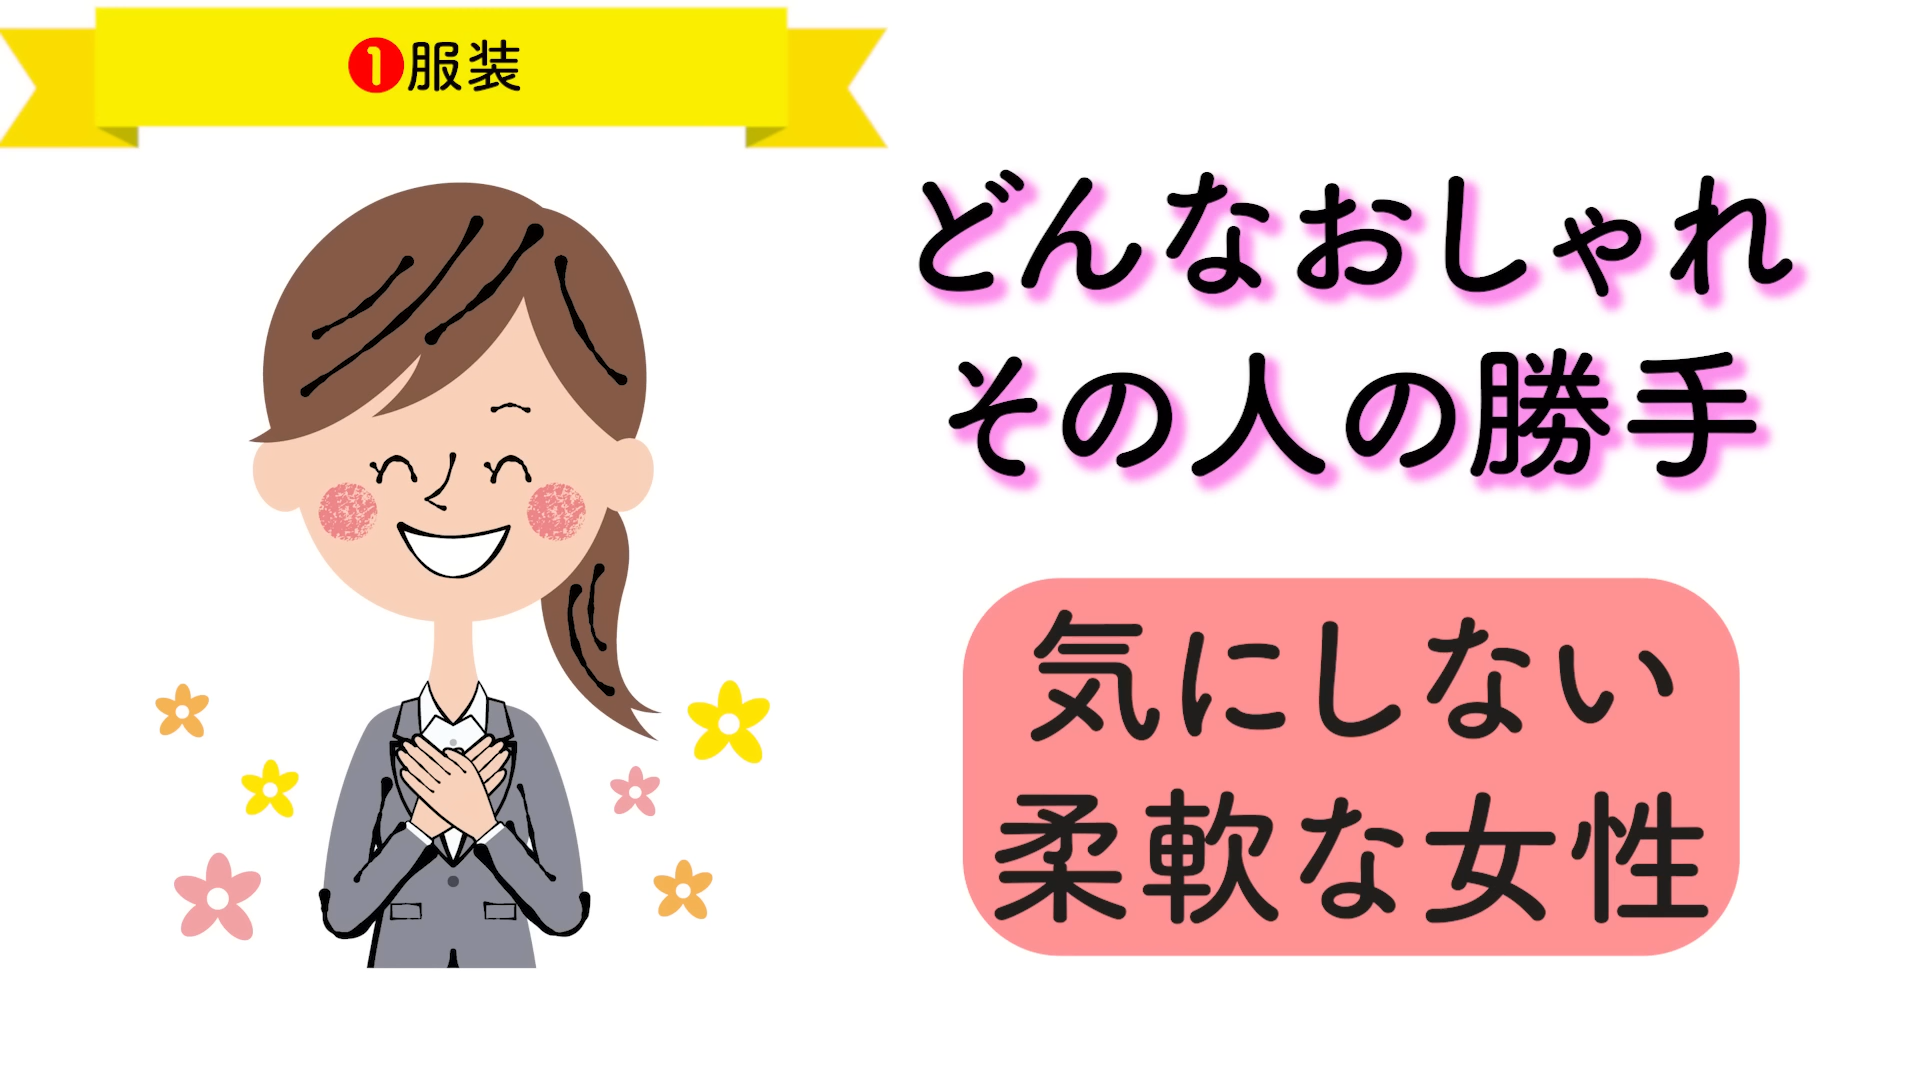 ❶服装
どんなおしゃれ
その人の勝手
気にしない
柔軟な女性